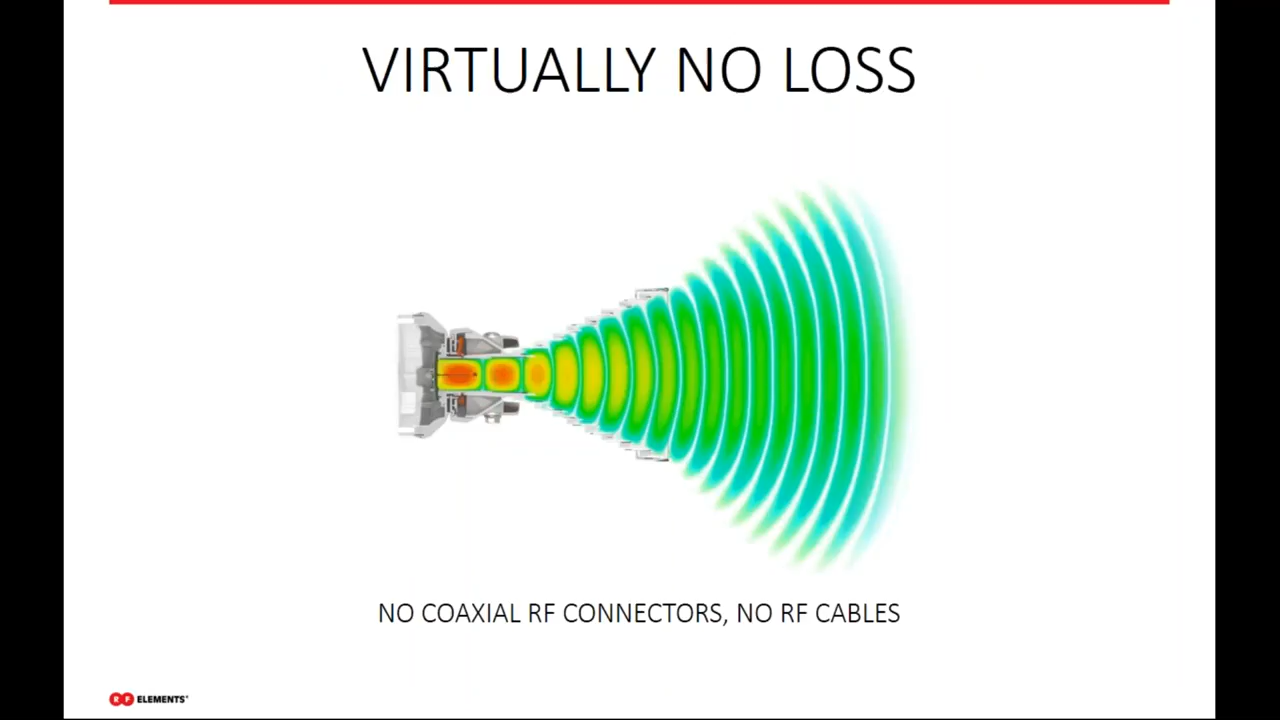 VIRTUALLY NO LOSS
NO COAXIAL RF CONNECTORS, NO RF CABLES
RF ELEMENTS®